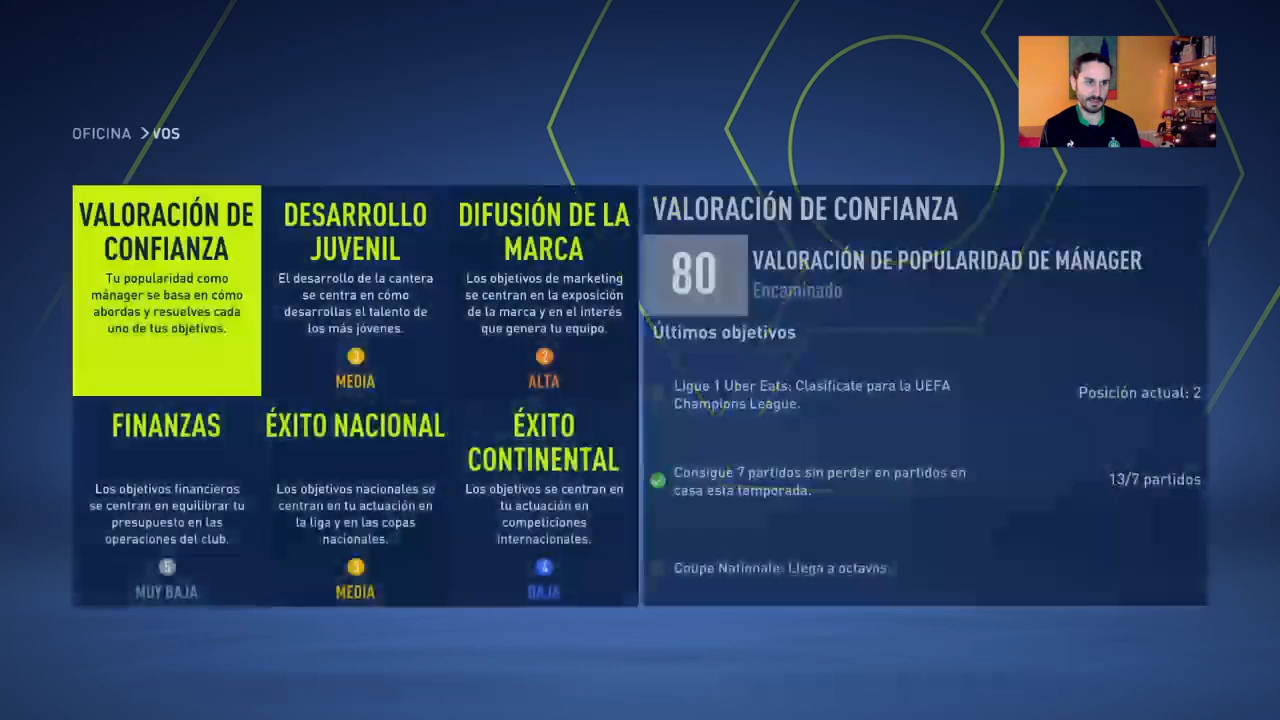 OFICINA
VOS
VALORACIÓN DE
CONFIANZA
Tu popularidad como
mánager se basa en cómo
abordas y resuelves cada
uno de tus objetivos.
DESARROLLO
JUVENIL
El desarrollo de la cantera
se centra en cómo
desarrollas el talento de
los más jóvenes.
3
MEDIA
DIFUSIÓN DE LA
MARCA
Los objetivos de marketing
se centran en la exposición
de la marca y en el interés
que genera tu equipo.
2
ALTA
FINANZAS
Los objetivos financieros
se centran en equilibrar tu
presupuesto en las
operaciones del club.
5
MUY BAJA
ÉXITO NACIONAL
Los objetivos nacionales se
centran en tu actuación en
la liga y en las copas
nacionales.
3
MEDIA
ÉXITO
CONTINENTAL
Los objetivos se centran en
tu actuación en
competiciones
internacionales.
4
BAJA
VALORACIÓN DE CONFIANZA
80
VALORACIÓN DE POPULARIDAD DE MÁNAGER
Encaminado
Últimos objetivos
Ligue 1 Uber Eats: Clasifícate para la UEFA
Champions League.
Posición actual: 2
Consigue 7 partidos sin perder en partidos en
casa esta temporada.
13/7 partidos
Coupe Nationale: Llega a octavos.